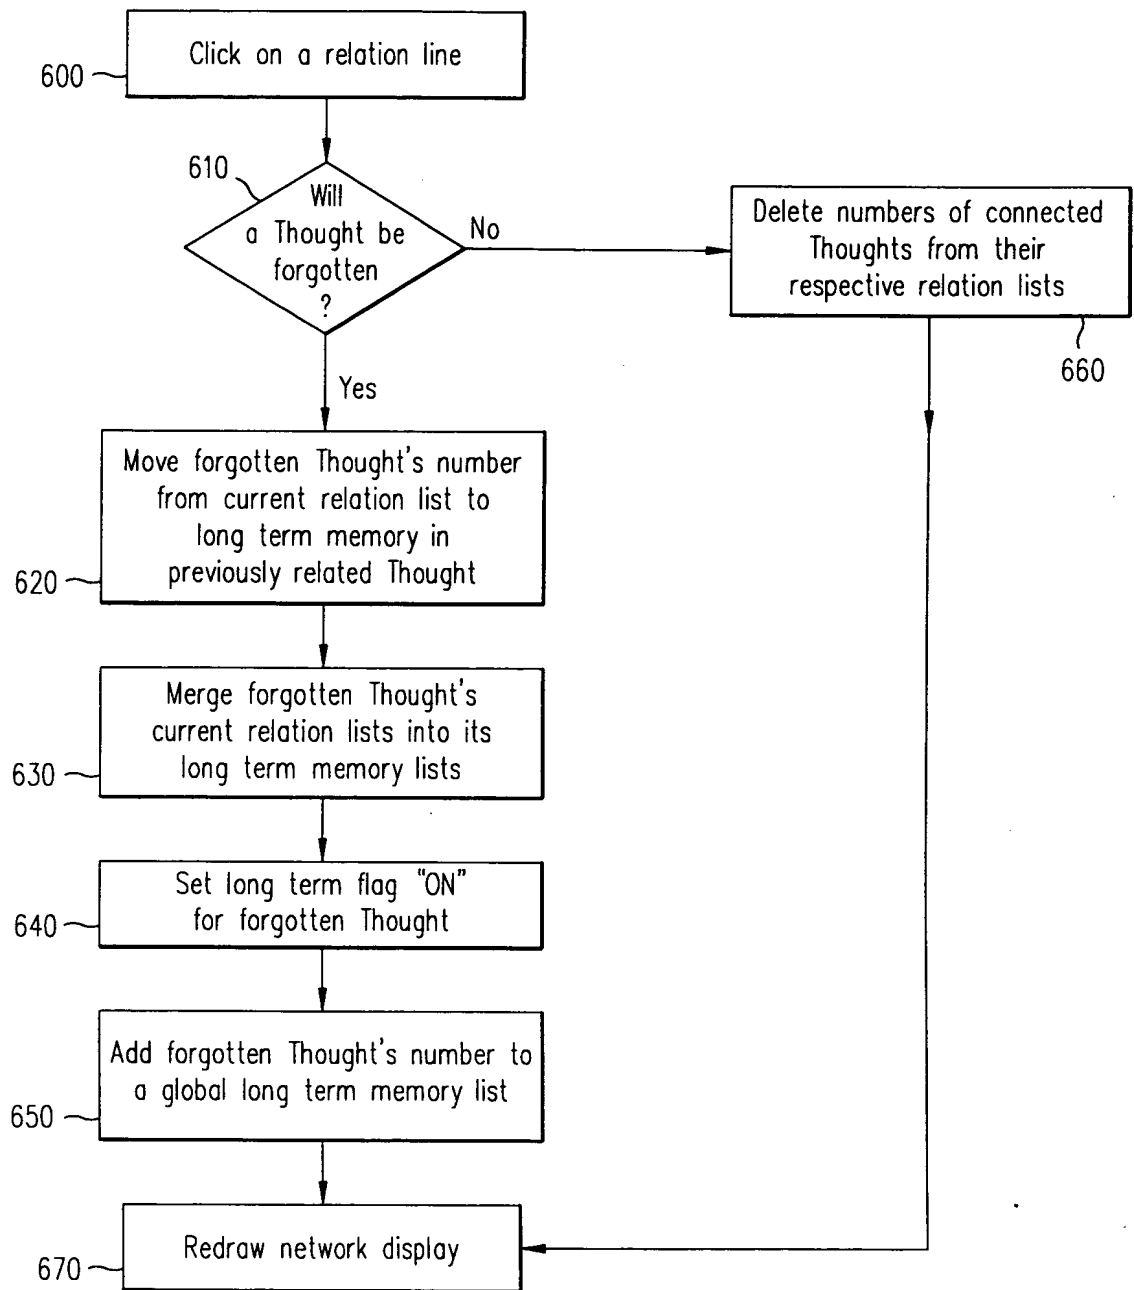 Click on a relation line
600
610
Will
a Thought be
forgotten
?
No
Yes
Delete numbers of connected
Thoughts from their
respective relation lists
660
Move forgotten Thought's number
from current relation list to
long term memory in
previously related Thought
620
Merge forgotten Thought's
current relation lists into its
long term memory lists
630
Set long term flag "ON"
for forgotten Thought
640
Add forgotten Thought's number to
a global long term memory list
650
Redraw network display
670